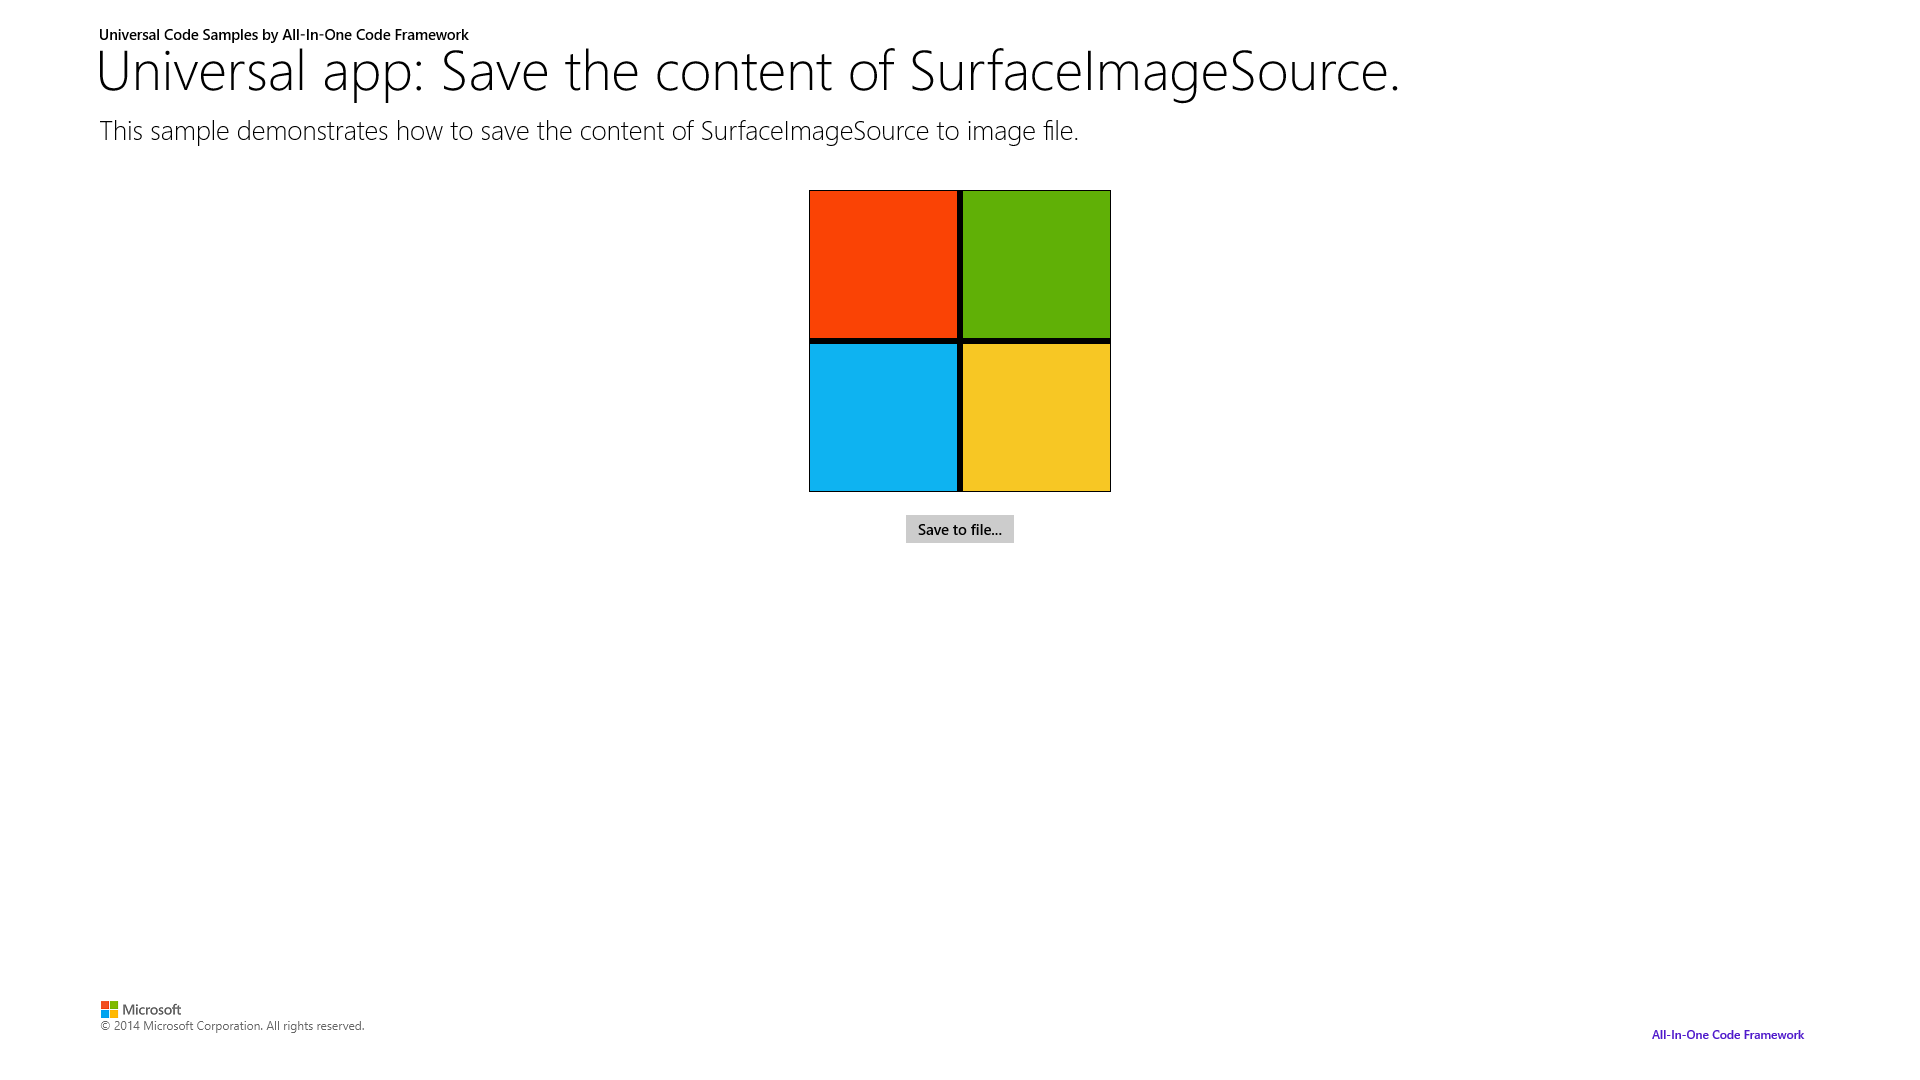 Universal Code Samples by All-In-One Code Framework
Universal app: Save the content of SurfaceImageSource.
This sample demonstrates how to save the content of SurfaceImageSource to image file.
Save to file...
Microsoft
© 2014 Microsoft Corporation. All rights reserved.
All-In-One Code Framework